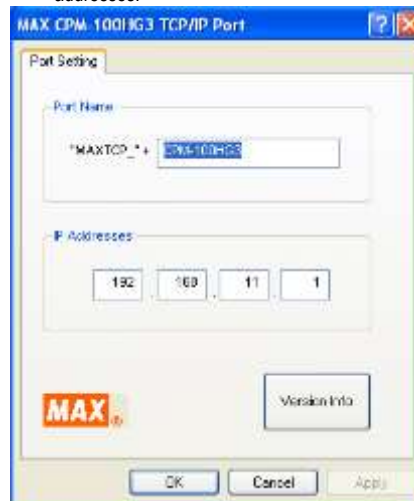 addresses.
MAX CPM-100HG3 TCP/IP Port
Port Setting
Port Name
"MAXTCP_"+ CPM-100HG3
IP Addresses
192 . 168 . 11 . 1
MAX ®
Version Info
OK Cancel Apply